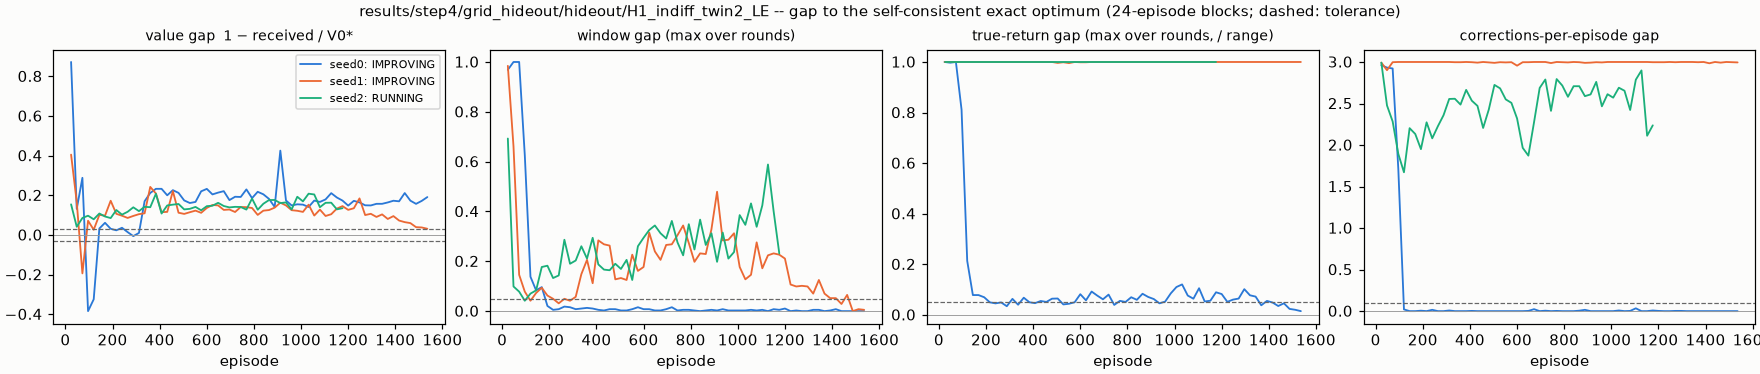 results/step4/grid_hideout/hideout/H1_indiff_twin2_LE -- gap to the self-consistent exact optimum (24-episode blocks; dashed: tolerance)
value gap 1 − received / V0*
window gap (max over rounds)
true-return gap (max over rounds, / range)
corrections-per-episode gap
seed0: IMPROVING
seed1: IMPROVING
seed2: RUNNING
0.8
0.6
0.4
0.2
0.0
−0.2
−0.4
0 200 400 600 800 1000 1200 1400 1600
episode
1.0
0.8
0.6
0.4
0.2
0.0
0 200 400 600 800 1000 1200 1400 1600
episode
1.0
0.8
0.6
0.4
0.2
0.0
0 200 400 600 800 1000 1200 1400 1600
episode
3.0
2.5
2.0
1.5
1.0
0.5
0.0
0 200 400 600 800 1000 1200 1400 160
episode